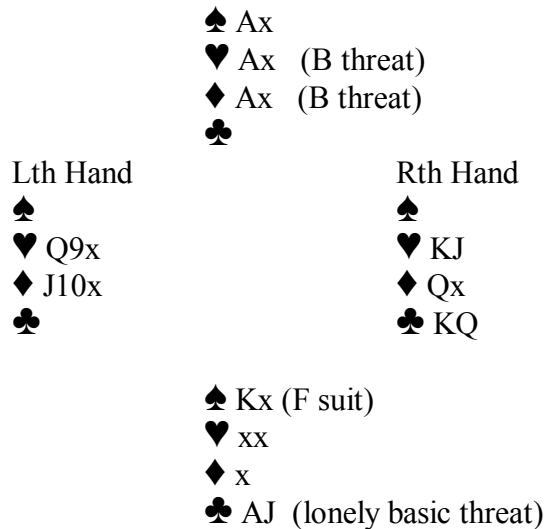 ♠ Ax
♥ Ax (B threat)
♦ Ax (B threat)
♣
Lth Hand Rth Hand
♠ ♠
♥ Q9x ♥ KJ
♦ J10x ♦ Qx
♣ ♣ KQ
♠ Kx (F suit)
♥ xx
♦ x
♣ AJ (lonely basic threat)